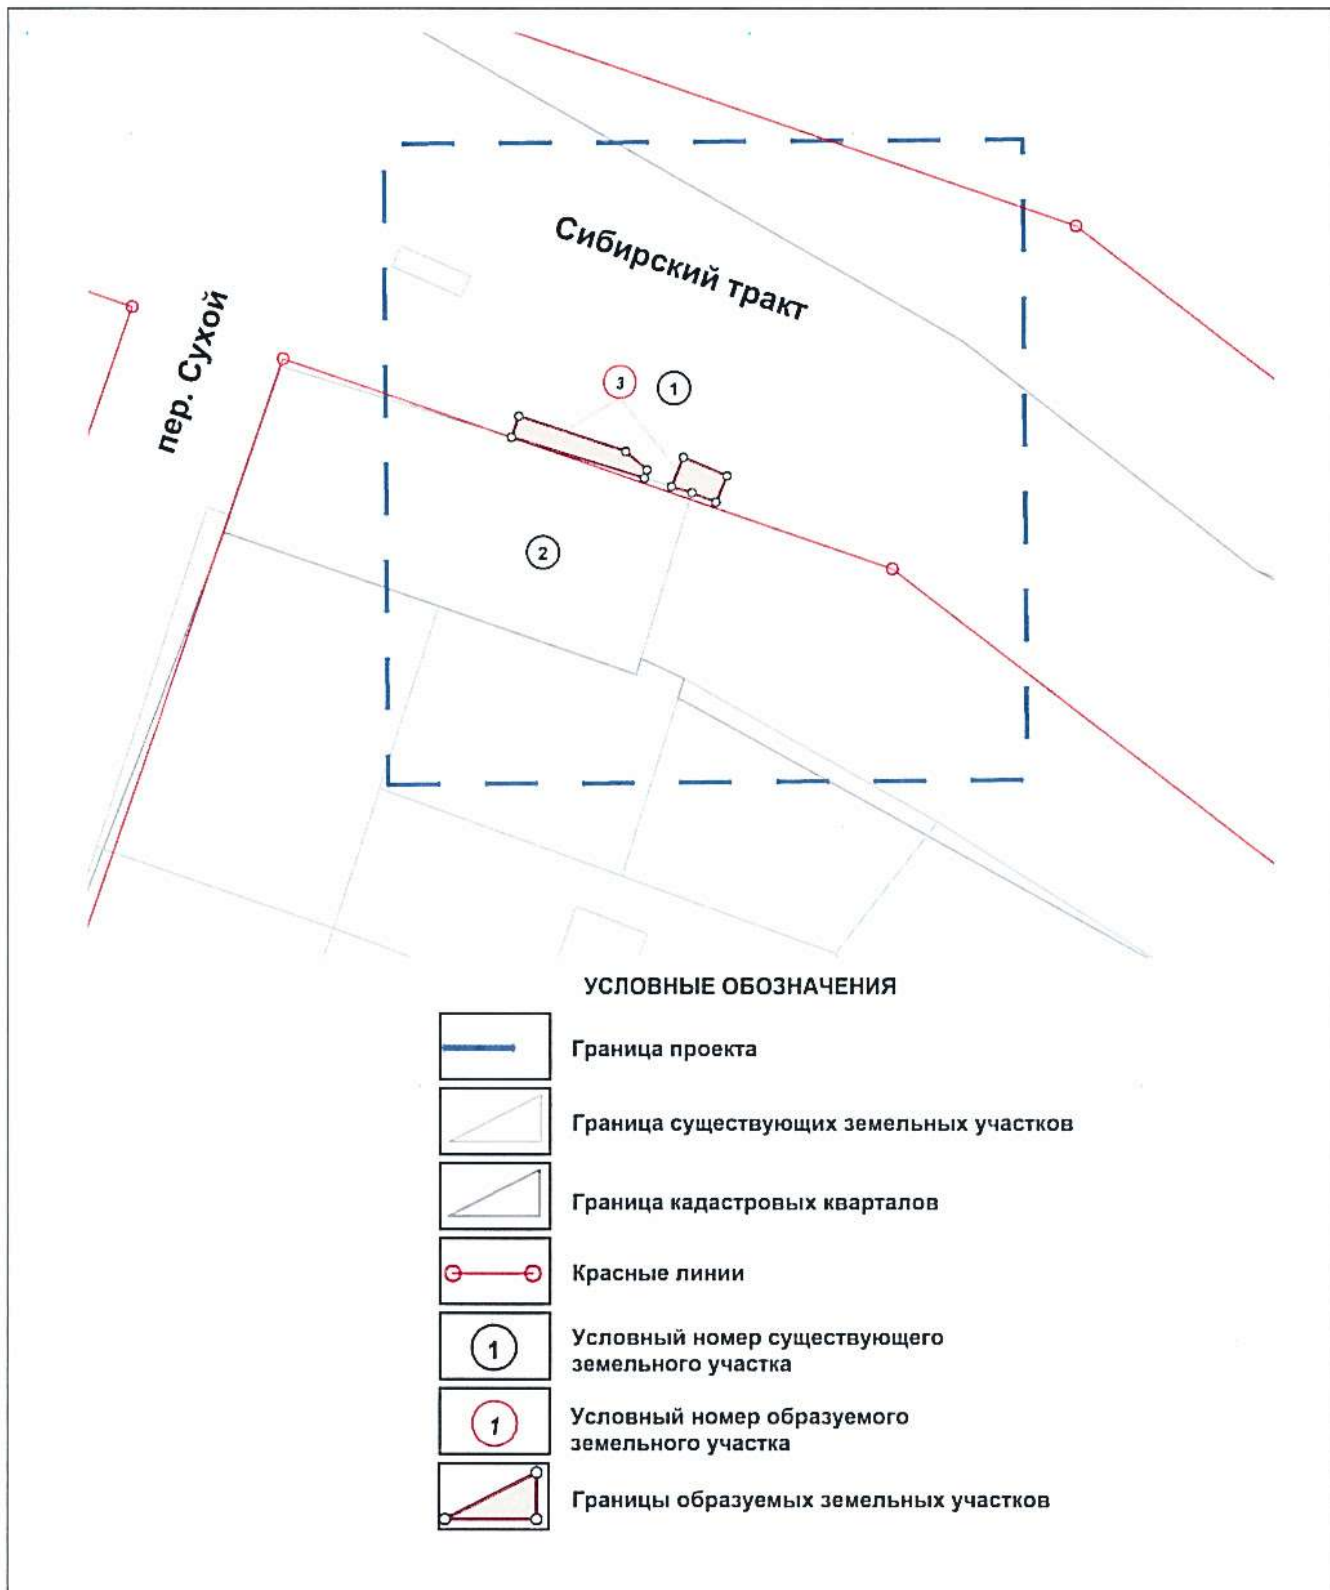 Сибирский тракт
пер. Сухой
3
1
2
УСЛОВНЫЕ ОБОЗНАЧЕНИЯ
Граница проекта
Граница существующих земельных участков
Граница кадастровых кварталов
Красные линии
1
Условный номер существующего
земельного участка
1
Условный номер образуемого
земельного участка
Границы образуемых земельных участков